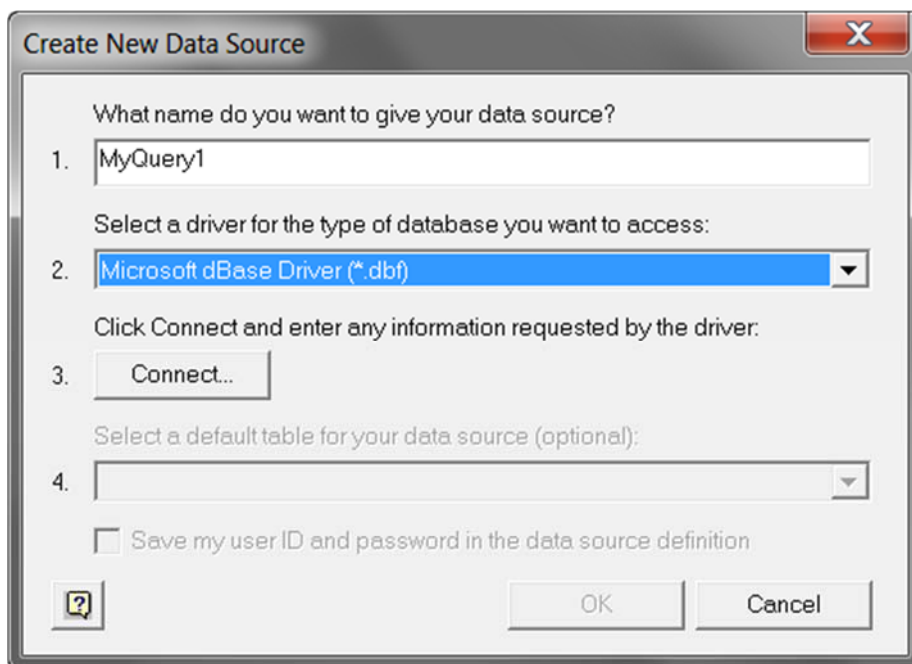 Create New Data Source
What name do you want to give your data source?
1. MyQuery1
Select a driver for the type of database you want to access:
2. Microsoft dBase Driver (*.dbf)
Click Connect and enter any information requested by the driver:
3. Connect...
Select a default table for your data source (optional):
4.
Save my user ID and password in the data source definition
? OK Cancel